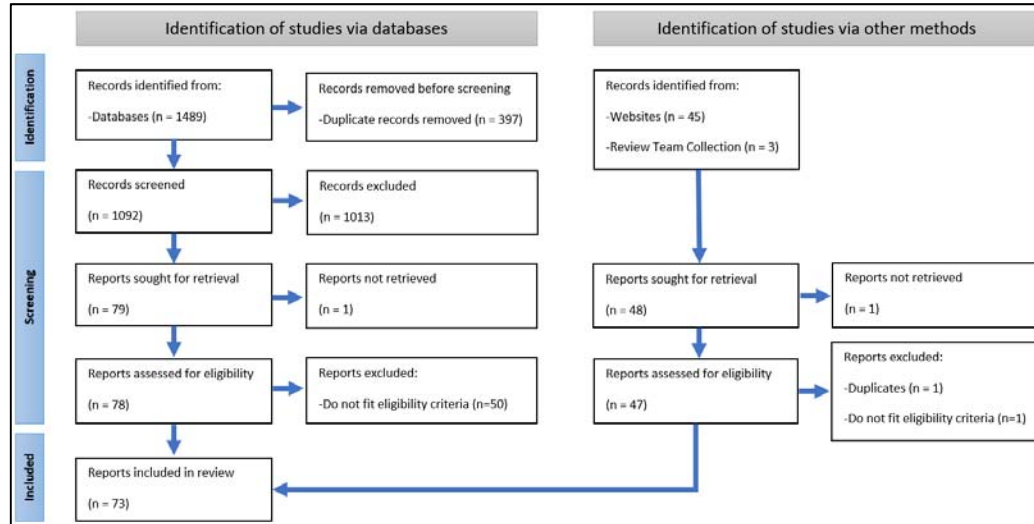 Identification of studies via databases
Identification of studies via other methods
Identification
Records identified from:
-Databases (n = 1489)
Records removed before screening
-Duplicate records removed (n = 397)
Records identified from:
-Websites (n = 45)
-Review Team Collection (n = 3)
Screening
Records screened
(n = 1092)
Records excluded
(n = 1013)
Reports sought for retrieval
(n = 79)
Reports not retrieved
(n = 1)
Reports sought for retrieval
(n = 48)
Reports not retrieved
(n = 1)
Reports assessed for eligibility
(n = 78)
Reports excluded:
-Do not fit eligibility criteria (n=50)
Reports assessed for eligibility
(n = 47)
Reports excluded:
-Duplicates (n = 1)
-Do not fit eligibility criteria (n=1)
Included
Reports included in review
(n = 73)